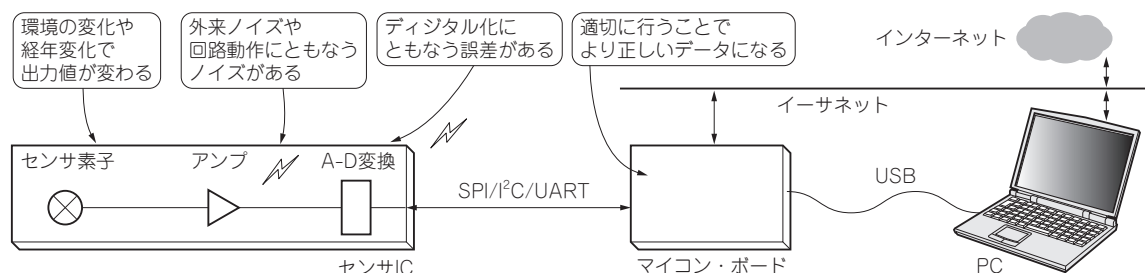 環境の変化や
経年変化で
出力値が変わる
外来ノイズや
回路動作にともなう
ノイズがある
ディジタル化に
ともなう誤差がある
適切に行うことで
より正しいデータになる
インターネット
イーサネット
センサ素子
アンプ
A-D変換
SPI/I²C/UART
USB
センサIC
マイコン・ボード
PC